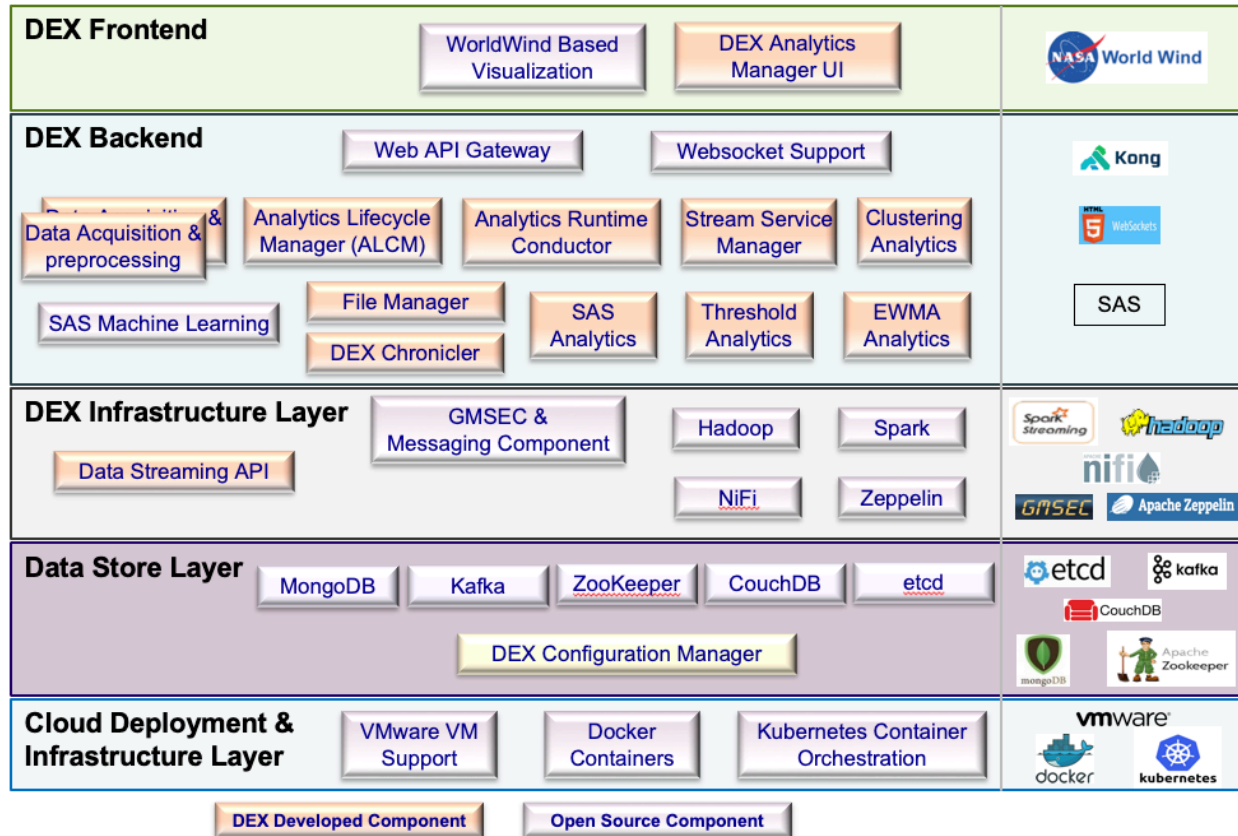 DEX Frontend
WorldWind Based
Visualization
DEX Analytics
Manager UI
NASA World Wind
DEX Backend
Web API Gateway
Websocket Support
Kong
Data Acquisition &
Data Acquisition &
preprocessing
Analytics Lifecycle
Manager (ALCM)
Analytics Runtime
Conductor
Stream Service
Manager
Clustering
Analytics
HTML
5 WebSockets
SAS Machine Learning
File Manager
DEX Chronicler
SAS
Analytics
Threshold
Analytics
EWMA
Analytics
SAS
DEX Infrastructure Layer
GMSEC &
Messaging Component
Hadoop
Spark
Data Streaming API
NiFi
Zeppelin
Spark
Streaming
hadoop
nifi
GMSEC
Apache Zeppelin
Data Store Layer
MongoDB
Kafka
ZooKeeper
CouchDB
etcd
DEX Configuration Manager
etcd
kafka
CouchDB
mongoDB
Apache
Zookeeper
Cloud Deployment &
Infrastructure Layer
VMware VM
Support
Docker
Containers
Kubernetes Container
Orchestration
vmware
docker
kubernetes
DEX Developed Component
Open Source Component